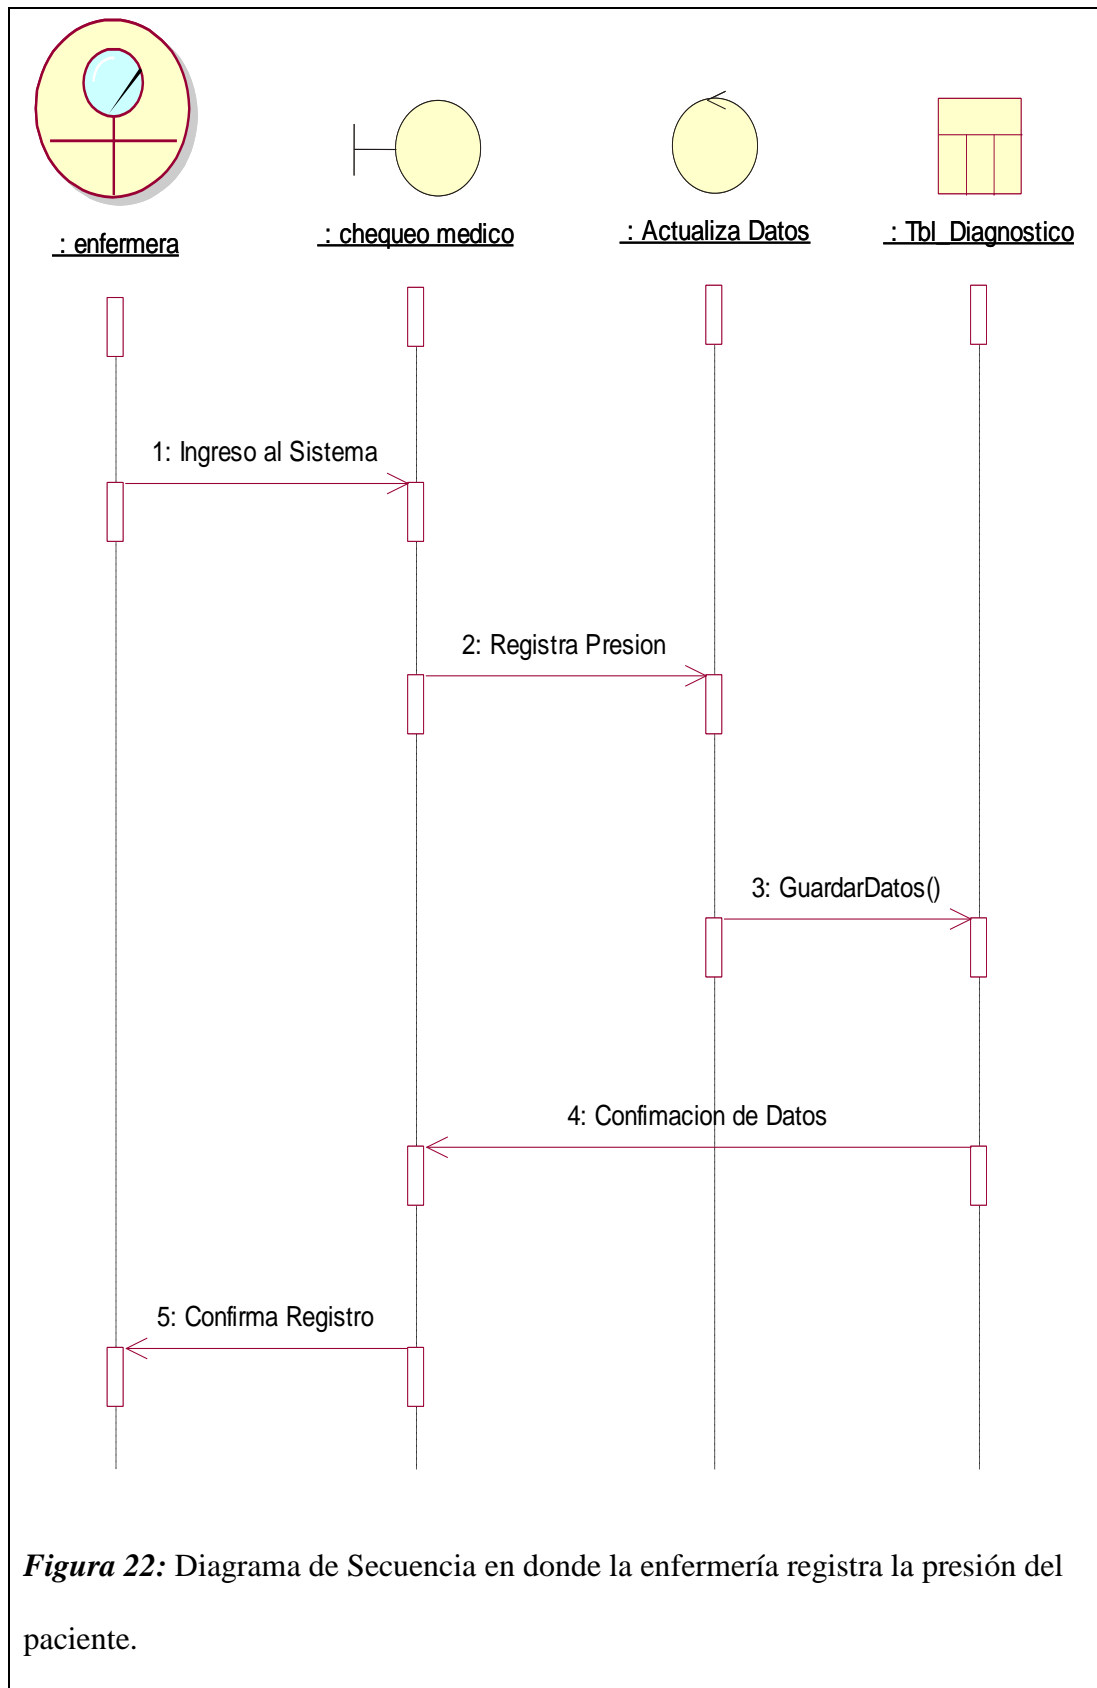 : enfermera
: chequeo medico
: Actualiza Datos
: Tbl_Diagnostico
1: Ingreso al Sistema
2: Registra Presion
3: GuardarDatos()
4: Confimacion de Datos
5: Confirma Registro
Figura 22: Diagrama de Secuencia en donde la enfermería registra la presión del
paciente.